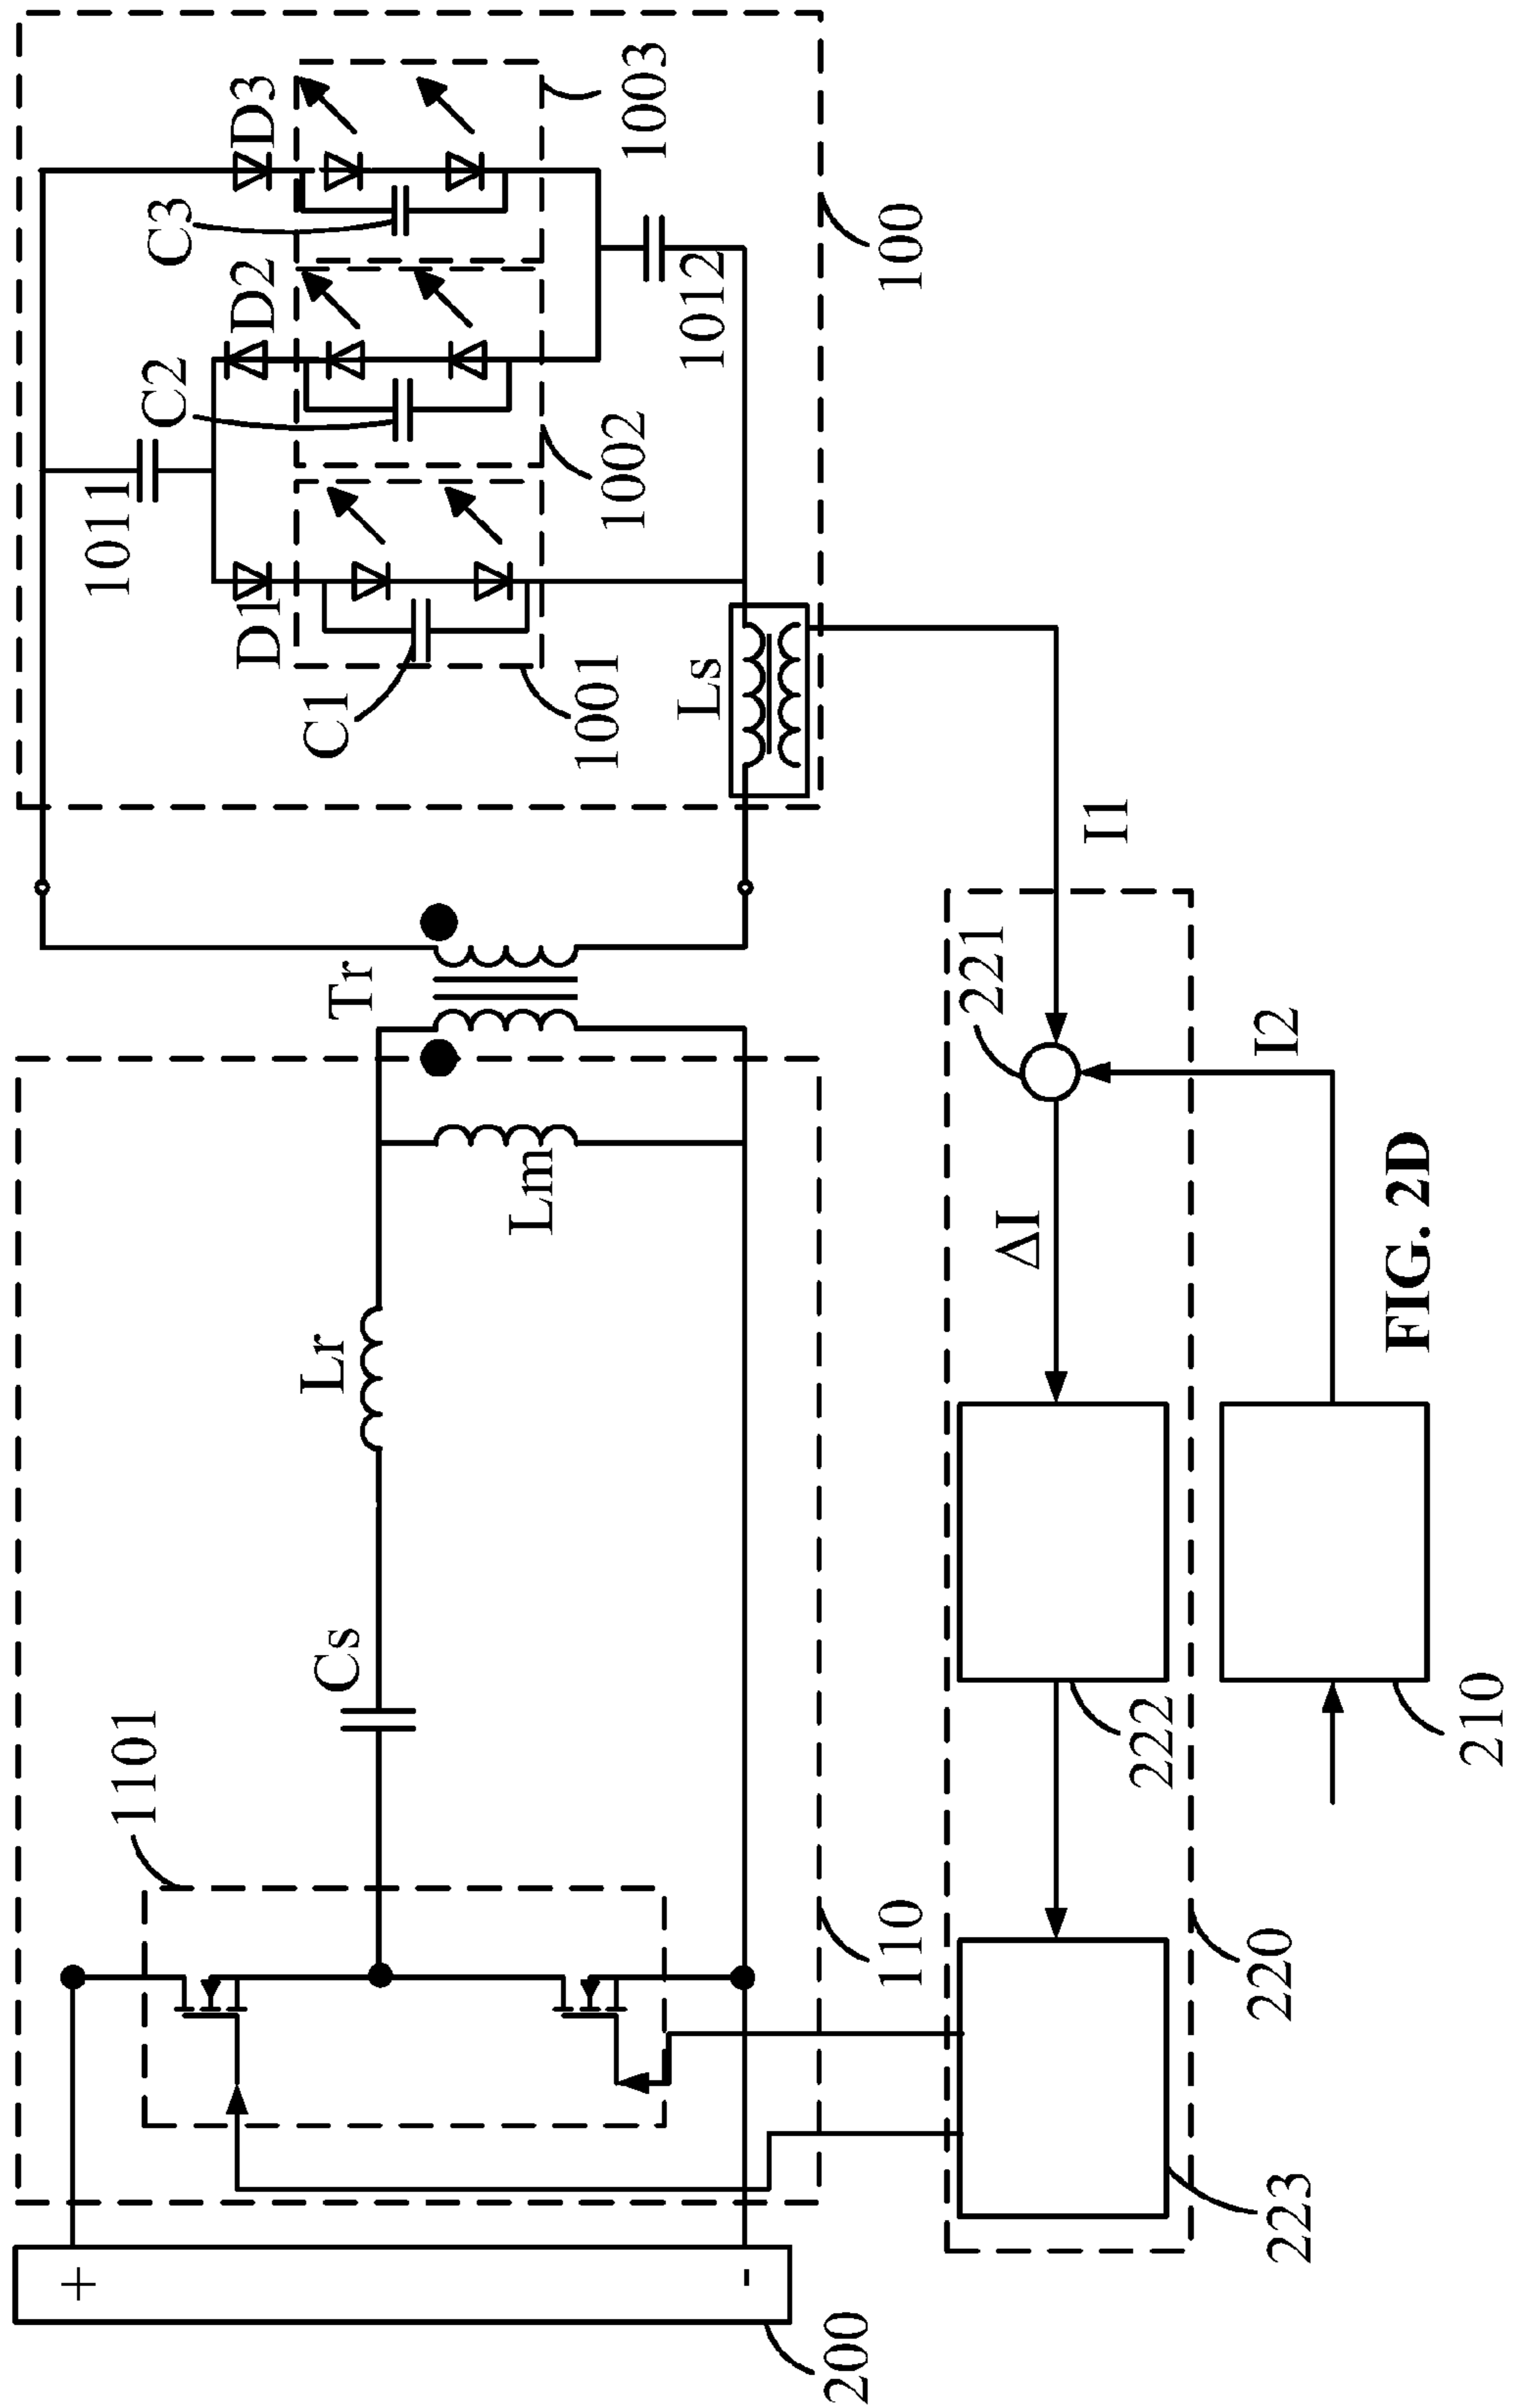 1011
C2
C3
D1
D2
D3
C1
1001
1002
1003
1012
Ls
100
Tr
Lm
Lr
Cs
1101
110
+
-
200
I1
221
I2
ΔI
222
210
220
223
FIG. 2D